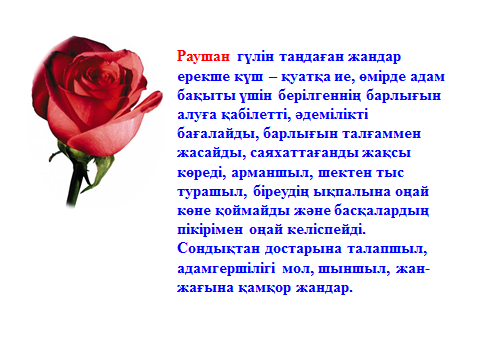 Раушан гүлін таңдаған жандар
ерекше күш – қуатқа ие, өмірде адам
бақыты үшін берілгеннің барлығын
алуға қабілетті, әдемілікті
бағалайды, барлығын талғаммен
жасайды, саяхаттағанды жақсы
көреді, арманшыл, шектен тыс
турашыл, біреудің ықпалына оңай
көне қоймайды және басқалардың
пікірімен оңай келіспейді.
Сондықтан достарына талапшыл,
адамгершілігі мол, шыншыл, жан-
жағына қамқор жандар.